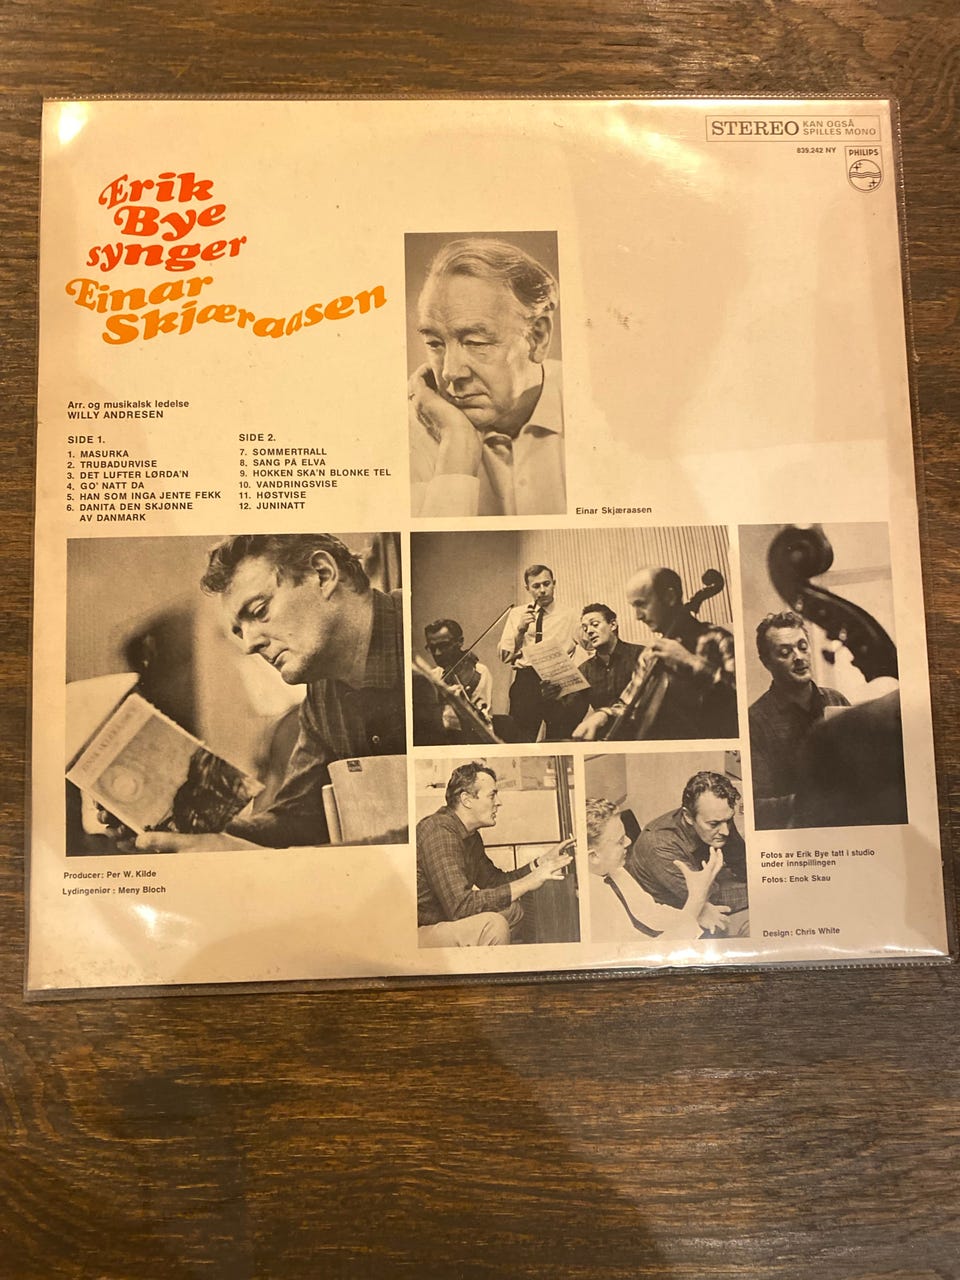 STEREO KAN OGSÅ
SPILLES MONO
839.242 NY
PHILIPS
Erik
Bye
synger
Einar
Skjæraasen
Arr. og musikalsk ledelse
WILLY ANDRESEN
SIDE 1.
1. MASURKA
2. TRUBADURVISE
3. DET LUFTER LØRDA'N
4. GO' NATT DA
5. HAN SOM INGA JENTE FEKK
6. DANITA DEN SKJØNNE
AV DANMARK
SIDE 2.
7. SOMMERTRALL
8. SANG PÅ ELVA
9. HOKKEN SKA'N BLONKE TEL
10. VANDRINGSVISE
11. HØSTVISE
12. JUNINATT
Einar Skjæraasen
Producer: Per W. Kilde
Lydingeniør : Meny Bloch
Fotos av Erik Bye tatt i studio
under innspillingen
Fotos: Enok Skau
Design: Chris White